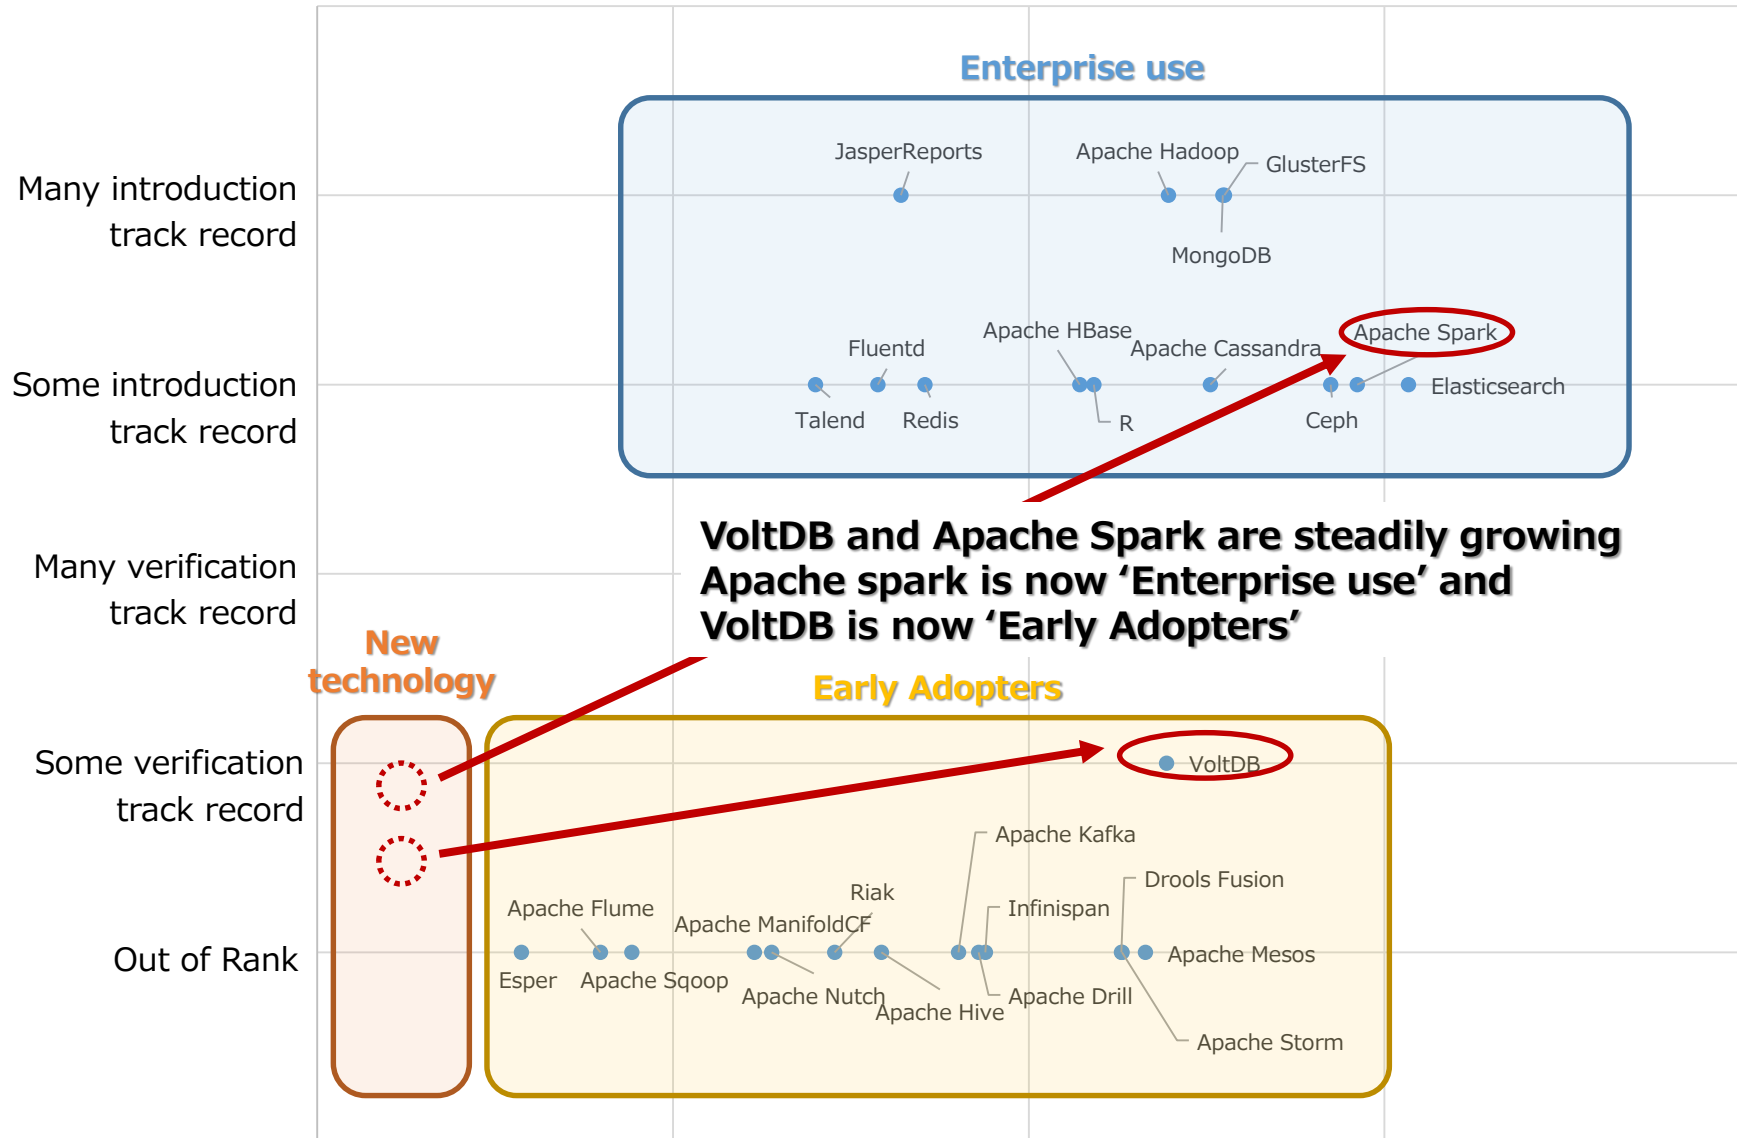 Enterprise use
JasperReports
Apache Hadoop
GlusterFS
Many introduction
track record
MongoDB
Apache HBase
Apache Spark
Fluentd
Apache Cassandra
Some introduction
track record
Elasticsearch
Talend
Redis
R
Ceph
VoltDB and Apache Spark are steadily growing
Apache spark is now ‘Enterprise use’ and
VoltDB is now ‘Early Adopters’
Many verification
track record
New
technology
Early Adopters
Some verification
track record
VoltDB
Apache Kafka
Drools Fusion
Riak
Apache Flume
Infinispan
Apache ManifoldCF
Out of Rank
Apache Mesos
Esper
Apache Sqoop
Apache Nutch
Apache Drill
Apache Hive
Apache Storm